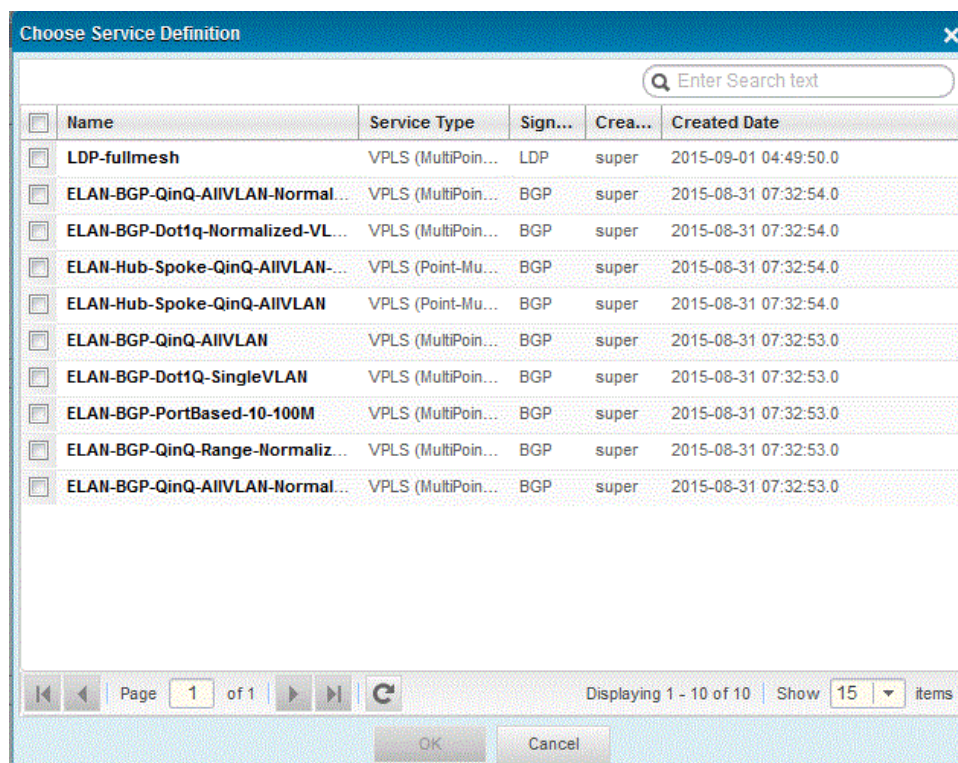 Choose Service Definition
Enter Search text
Name Service Type Sign... Crea... Created Date
LDP-fullmesh VPLS (MultiPoin... LDP super 2015-09-01 04:49:50.0
ELAN-BGP-QinQ-AllVLAN-Normal... VPLS (MultiPoin... BGP super 2015-08-31 07:32:54.0
ELAN-BGP-Dot1q-Normalized-VL... VPLS (MultiPoin... BGP super 2015-08-31 07:32:54.0
ELAN-Hub-Spoke-QinQ-AllVLAN-... VPLS (Point-Mu... BGP super 2015-08-31 07:32:54.0
ELAN-Hub-Spoke-QinQ-AllVLAN VPLS (Point-Mu... BGP super 2015-08-31 07:32:54.0
ELAN-BGP-QinQ-AllVLAN VPLS (MultiPoin... BGP super 2015-08-31 07:32:53.0
ELAN-BGP-Dot1Q-SingleVLAN VPLS (MultiPoin... BGP super 2015-08-31 07:32:53.0
ELAN-BGP-PortBased-10-100M VPLS (MultiPoin... BGP super 2015-08-31 07:32:53.0
ELAN-BGP-QinQ-Range-Normaliz... VPLS (MultiPoin... BGP super 2015-08-31 07:32:53.0
ELAN-BGP-QinQ-AllVLAN-Normal... VPLS (MultiPoin... BGP super 2015-08-31 07:32:53.0
Page 1 of 1 Displaying 1 - 10 of 10 Show 15 items
OK Cancel